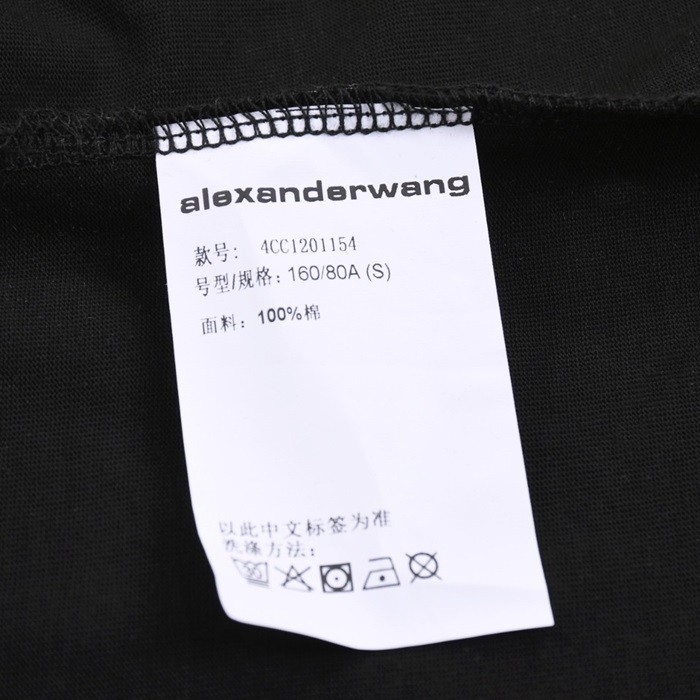 alexanderwang
款号: 4CC1201154
号型/规格: 160/80A (S)
面料: 100%棉
以此中文标签为准
洗涤方法: